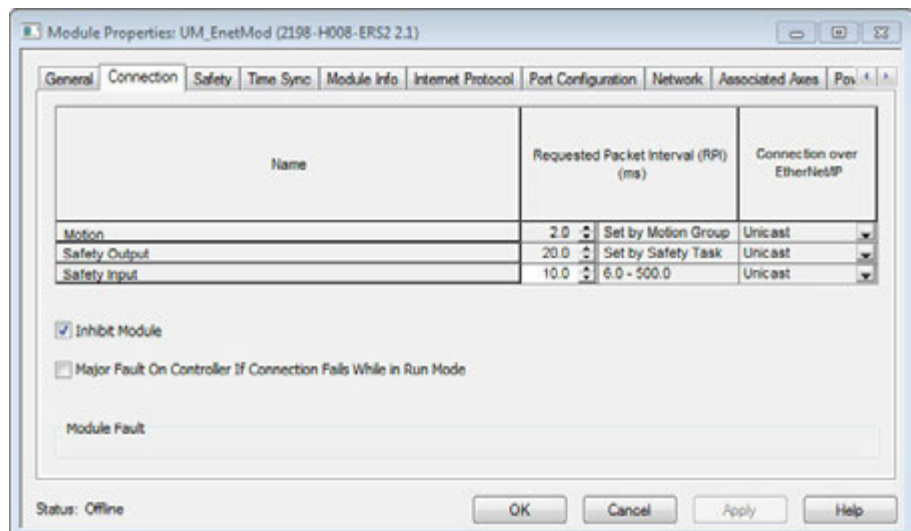 Module Properties: UM_EnetMod (2198-H008-ERS2 2.1)
General Connection Safety Time Sync Module Info Internet Protocol Port Configuration Network Associated Axes Pow
Name
Requested Packet Interval (RPI)
(ms)
Connection over
EtherNet/IP
Motion 2.0 Set by Motion Group Unicast
Safety Output 20.0 Set by Safety Task Unicast
Safety Input 10.0 6.0 - 500.0 Unicast
Inhibit Module
Major Fault On Controller If Connection Fails While in Run Mode
Module Fault
Status: Offline OK Cancel Apply Help